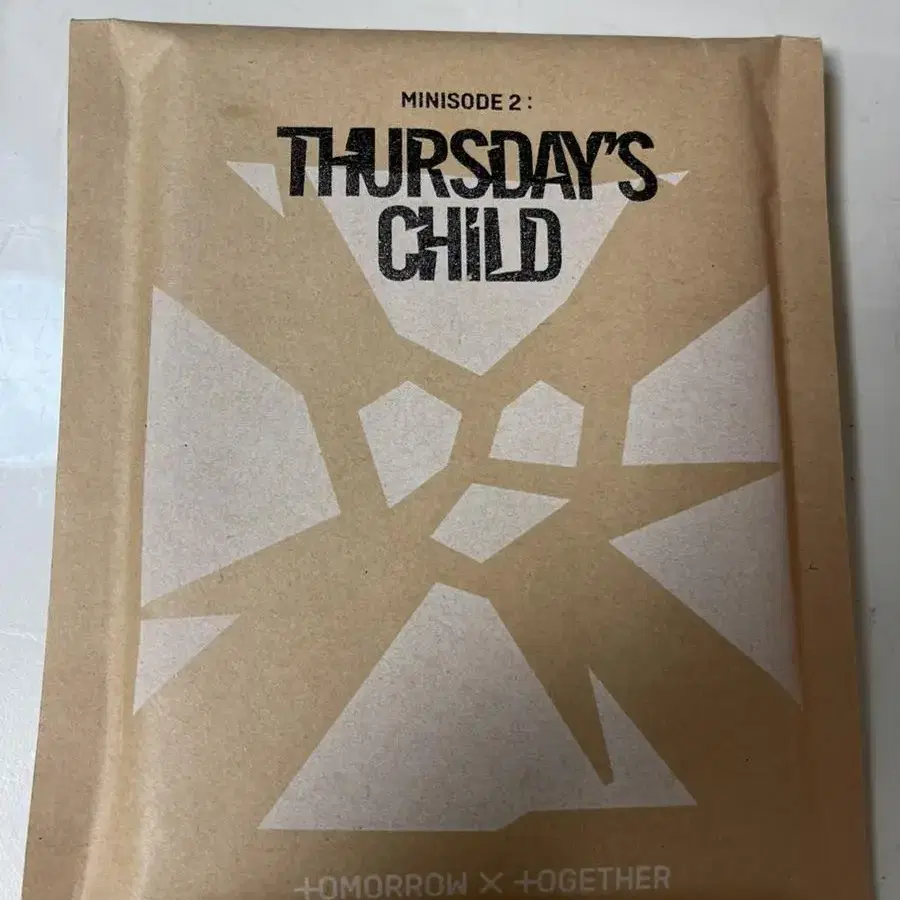 MINISODE 2 :
THURSDAY'S
CHILD
TOMORROW × TOGETHER